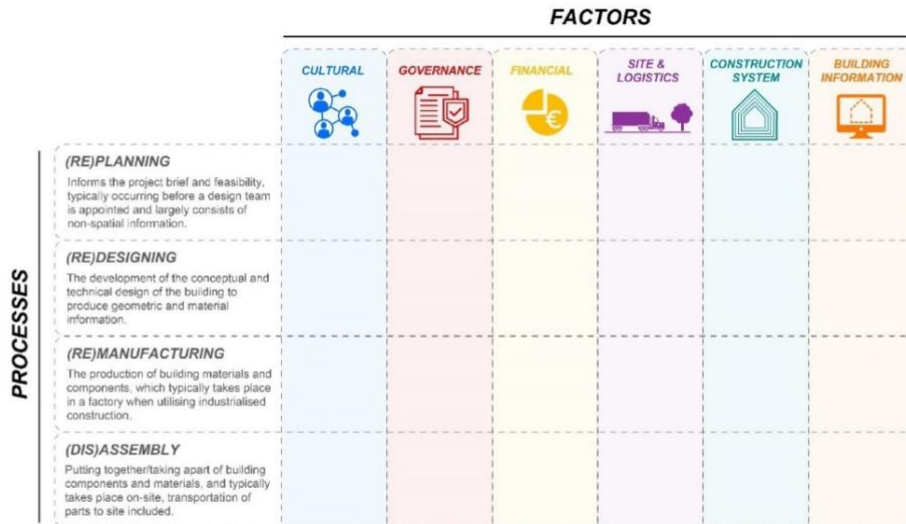 FACTORS
CULTURAL
GOVERNANCE
FINANCIAL
SITE &
LOGISTICS
CONSTRUCTION
SYSTEM
BUILDING
INFORMATION
€
PROCESSES
(RE)PLANNING
Informs the project brief and feasibility,
typically occurring before a design team
is appointed and largely consists of
non-spatial information.
(RE)DESIGNING
The development of the conceptual and
technical design of the building to
produce geometric and material
information.
(RE)MANUFACTURING
The production of building materials and
components, which typically takes place
in a factory when utilising industrialised
construction.
(DIS)ASSEMBLY
Putting together/taking apart of building
components and materials, and typically
takes place on-site, transportation of
parts to site included.